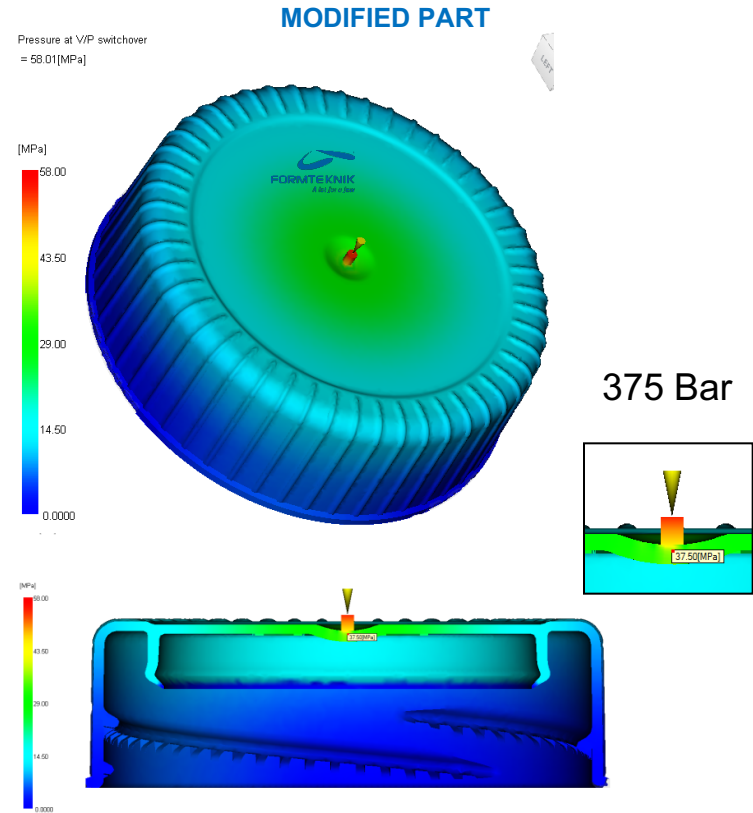 MODIFIED PART
Pressure at V/P switchover
= 58.01[MPa]
LEFT
[MPa]
58.00
43.50
29.00
14.50
0.0000
FORMTEKNIK
A bit for a few
375 Bar
37.50[MPa]
[MPa]
58.00
43.50
29.00
14.50
0.0000
37.50[MPa]